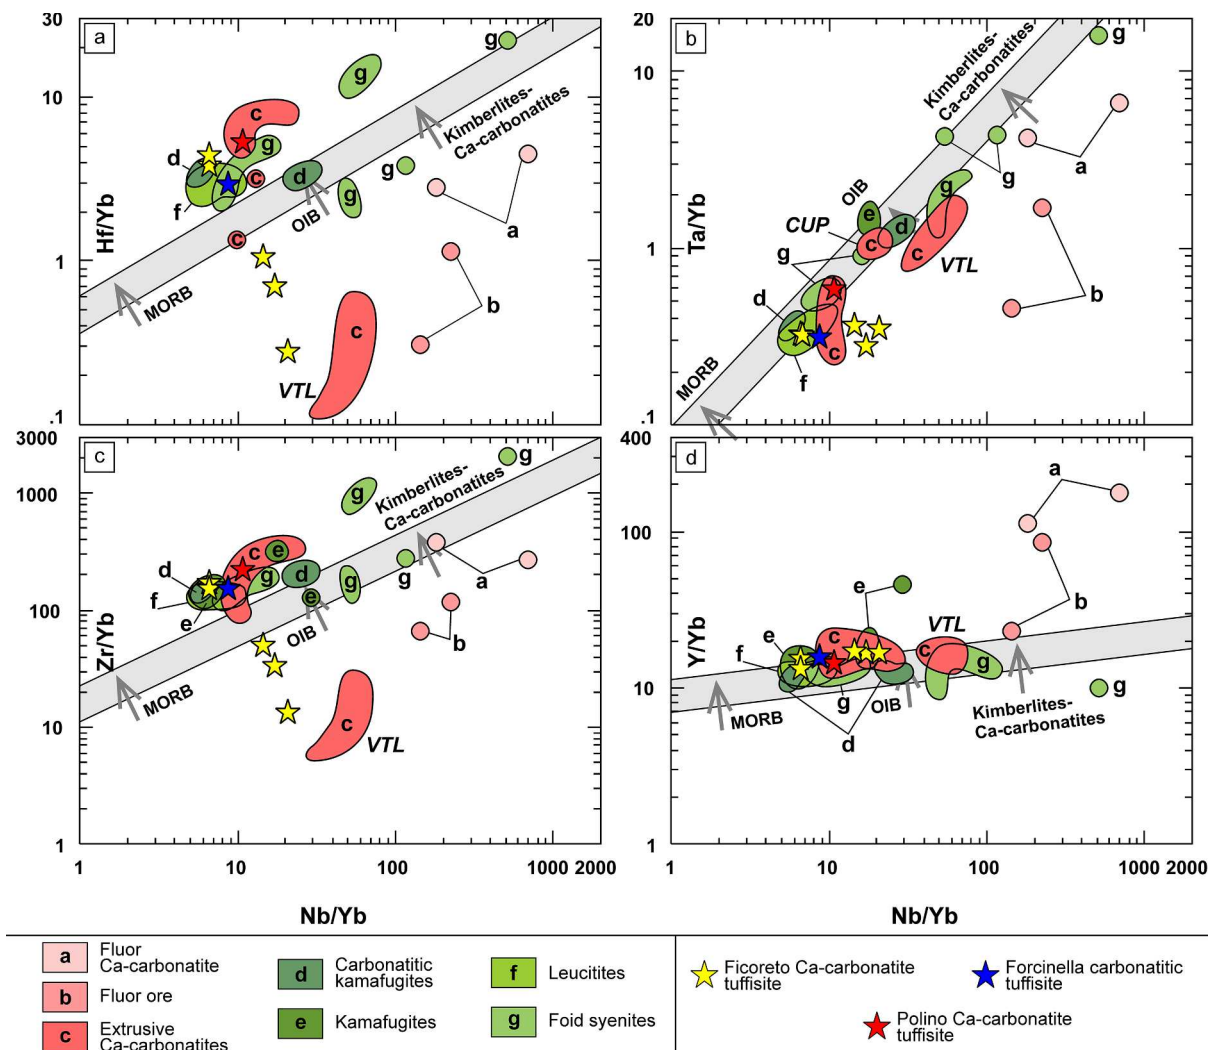 30
a
10
1
.1
Hf/Yb
g
g
c
g
d
c
d
f
g
g
c
OIB
Kimberlites-
Ca-carbonatites
a
MORB
b
c
VTL
20
b
10
1
.1
Ta/Yb
Kimberlites-
Ca-carbonatites
g
a
g
OIB
e
CUP
d
c
g
c
VTL
d
b
c
f
MORB
3000
c
1000
100
10
1
Zr/Yb
g
g
Kimberlites-
Ca-carbonatites
c
e
d
g
d
g
g
a
f
e
e
OIB
b
MORB
c
VTL
1
10
100
1000 2000
Nb/Yb
400
d
100
10
1
Y/Yb
a
e
b
VTL
e
c
c
f
g
g
g
MORB
OIB
Kimberlites-
Ca-carbonatites
d
1
10
100
1000 2000
Nb/Yb
a Fluor
Ca-carbonatite
b Fluor ore
c Extrusive
Ca-carbonatites
d Carbonatitic
kamafugites
e Kamafugites
f Leucitites
g Foid syenites
Ficoreto Ca-carbonatite
tuffisite
Forcinella carbonatitic
tuffisite
Polino Ca-carbonatite
tuffisite